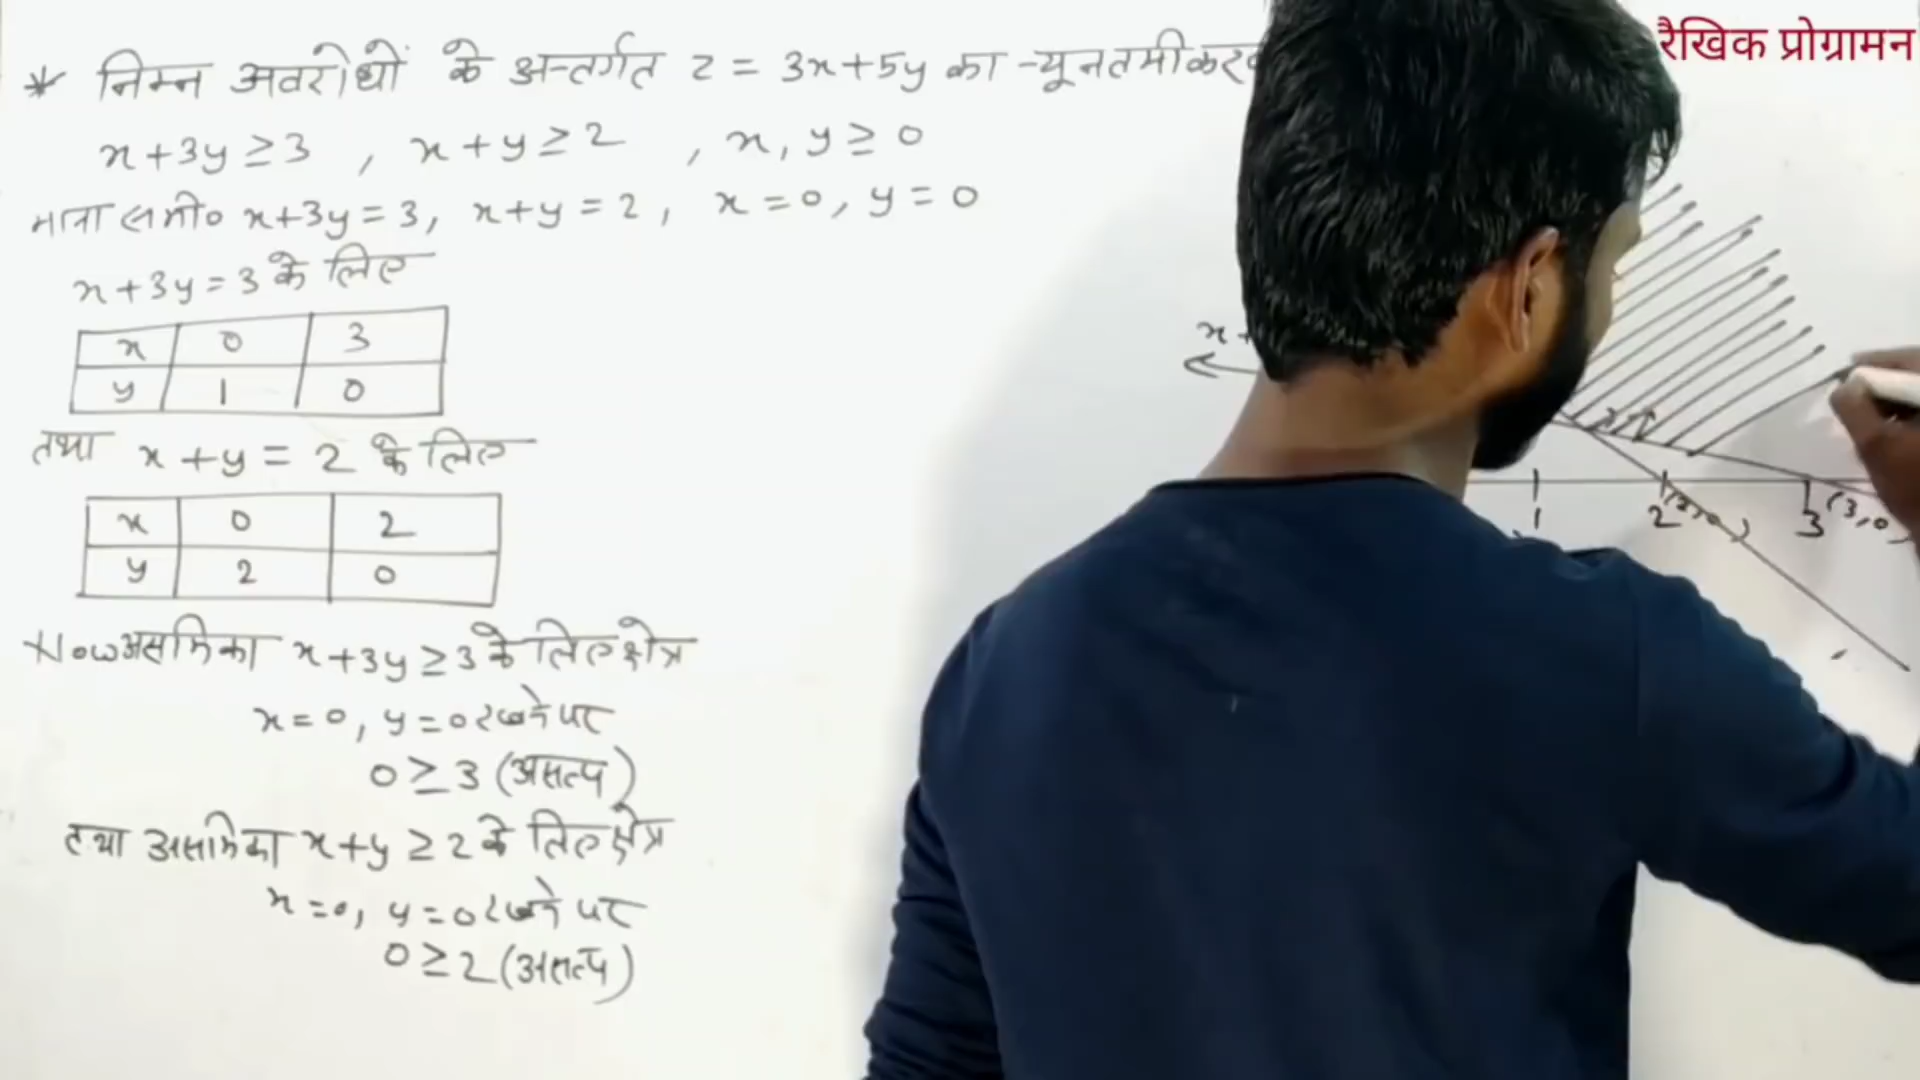 रैखिक प्रोग्रामन
* निम्न अवरोधों के अन्तर्गत z = 3x+5y का न्यूनतमीकरण
x+3y ≥ 3 , x+y ≥ 2 , x, y ≥ 0
माना समी० x+3y = 3, x+y = 2, x = 0, y = 0
x+3y = 3 के लिए
x 0 3
y 1 0
तथा x+y = 2 के लिए
x 0 2
y 2 0
Now असमिका x+3y ≥ 3 के लिए क्षेत्र
x = 0, y = 0 रखने पर
0 ≥ 3 (असत्य)
तथा असमिका x+y ≥ 2 के लिए क्षेत्र
x = 0, y = 0 रखने पर
0 ≥ 2 (असत्य)
x+
1 2 (2,0) 3 (3,0)